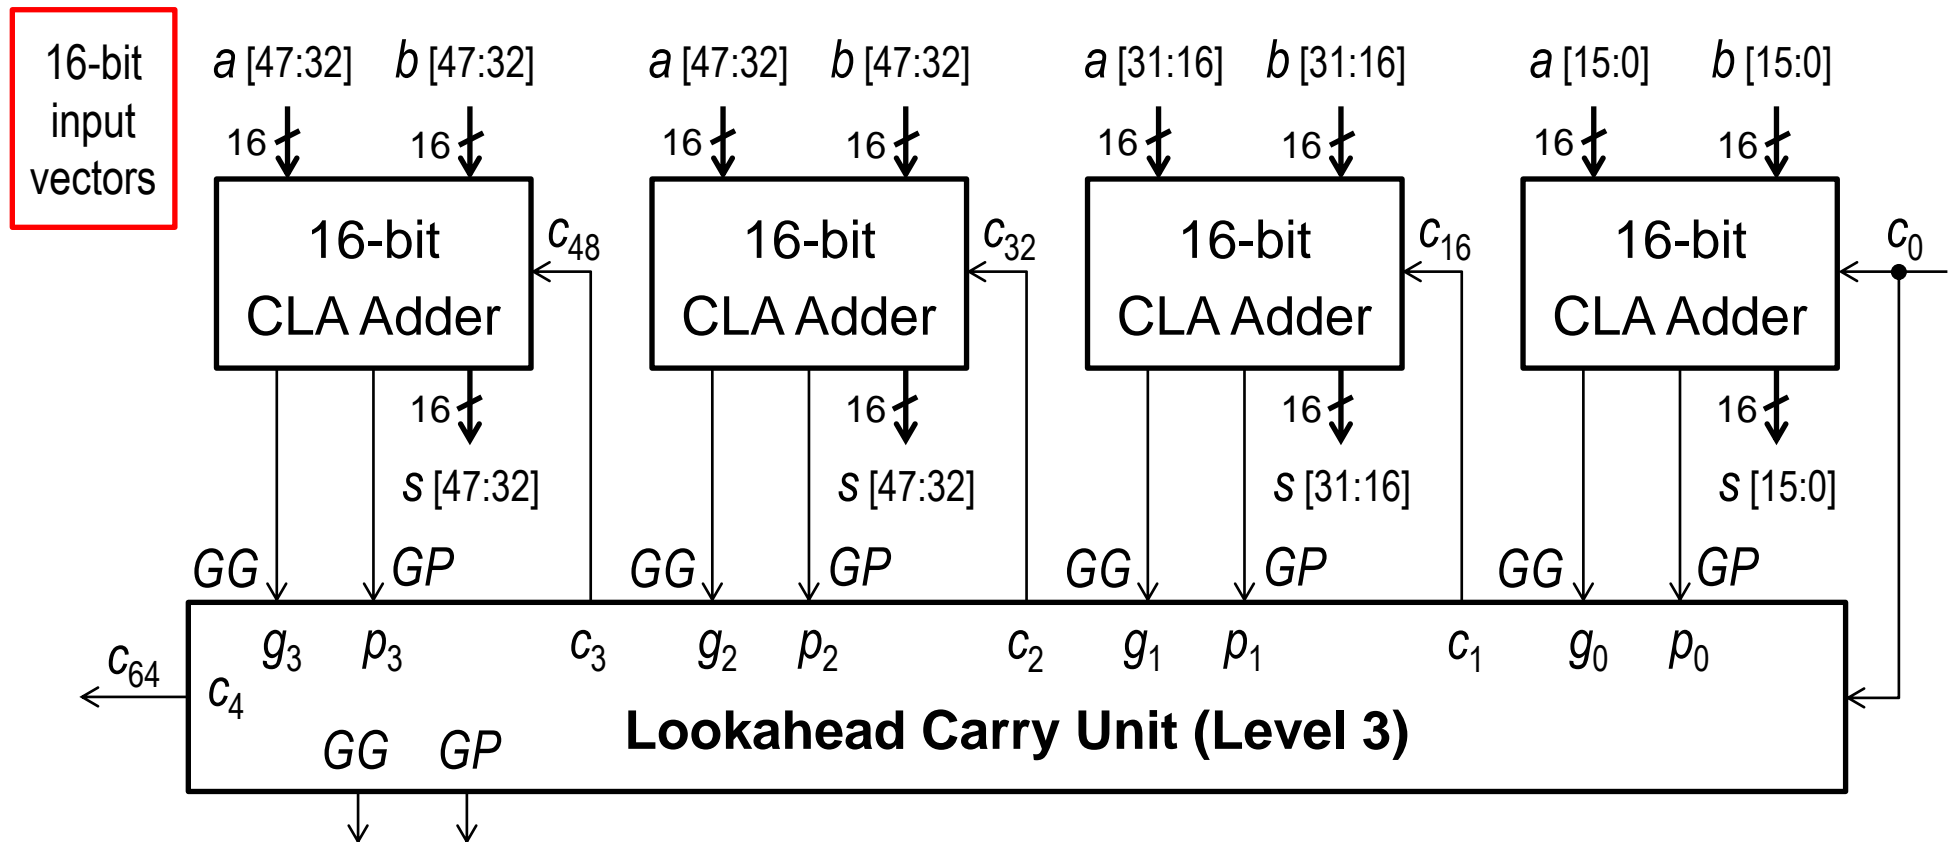 16-bit
input
vectors
a [47:32] b [47:32] a [47:32] b [47:32] a [31:16] b [31:16] a [15:0] b [15:0]
16 16 16 16 16 16 16 16
16-bit
CLA Adder
c48
16-bit
CLA Adder
c32
16-bit
CLA Adder
c16
16-bit
CLA Adder
c0
16 16 16 16
s [47:32] s [47:32] s [31:16] s [15:0]
GG GP GG GP GG GP GG GP
g3 p3 c3 g2 p2 c2 g1 p1 c1 g0 p0
c64
c4
GG GP
Lookahead Carry Unit (Level 3)